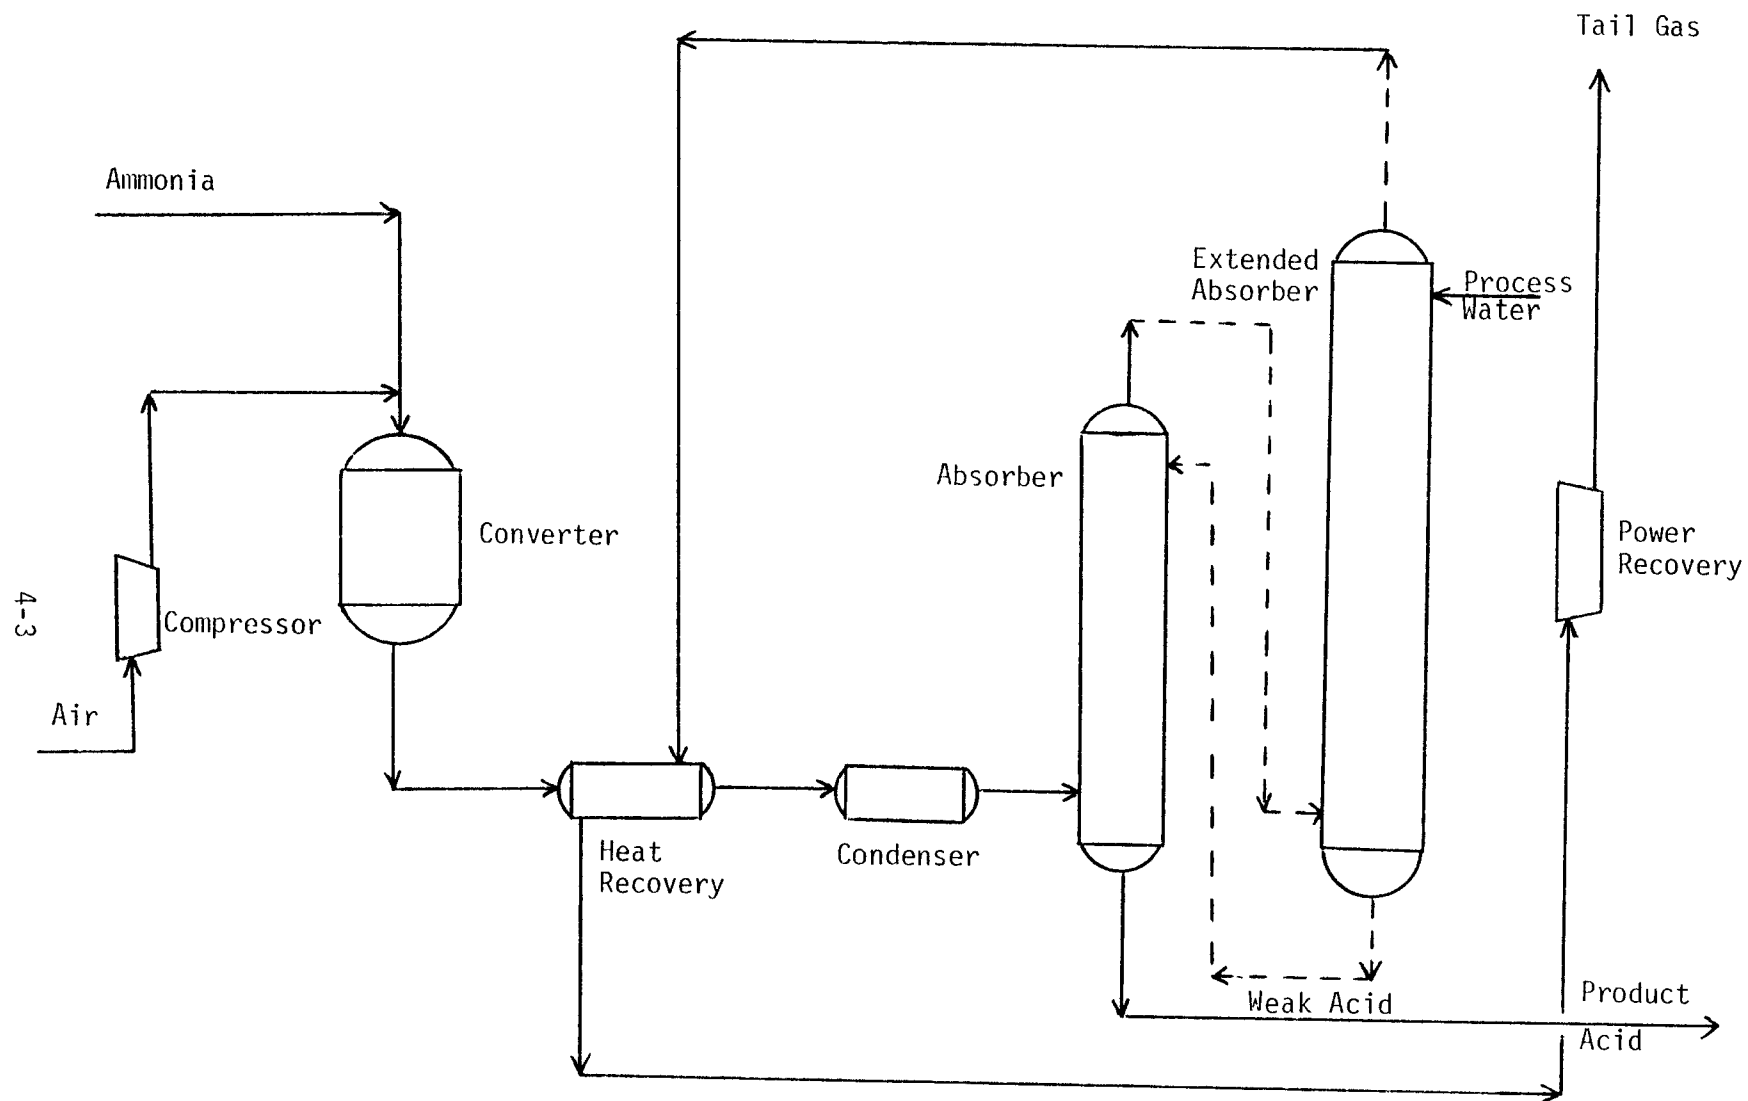 Tail Gas
Ammonia
Extended
Absorber
Process
Water
Absorber
Converter
Power
Recovery
Compressor
4-3
Air
Heat
Recovery
Condenser
Weak Acid
Product
Acid